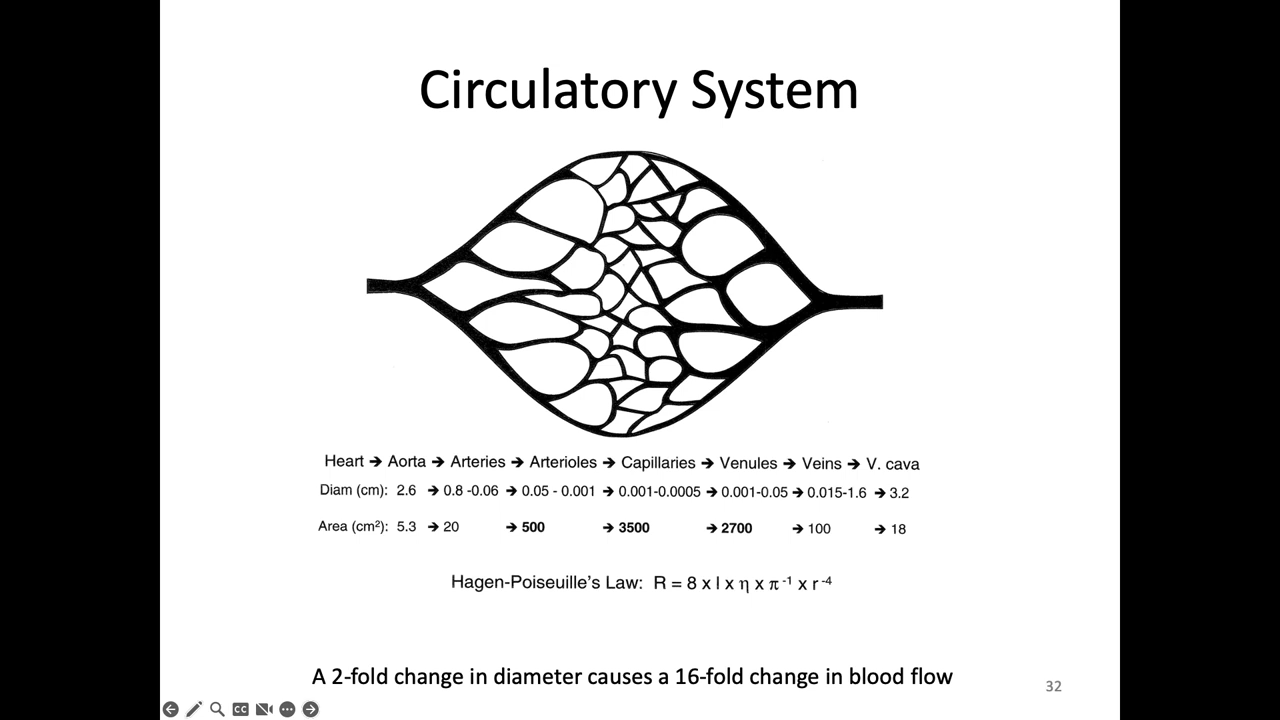 Circulatory System
Heart ➔ Aorta ➔ Arteries ➔ Arterioles ➔ Capillaries ➔ Venules ➔ Veins ➔ V. cava
Diam (cm): 2.6 ➔ 0.8 -0.06 ➔ 0.05 - 0.001 ➔ 0.001-0.0005 ➔ 0.001-0.05 ➔ 0.015-1.6 ➔ 3.2
Area (cm²): 5.3 ➔ 20 ➔ 500 ➔ 3500 ➔ 2700 ➔ 100 ➔ 18
Hagen-Poiseuille's Law: R = 8 x l x η x π⁻¹ x r⁻⁴
A 2-fold change in diameter causes a 16-fold change in blood flow
32
CC